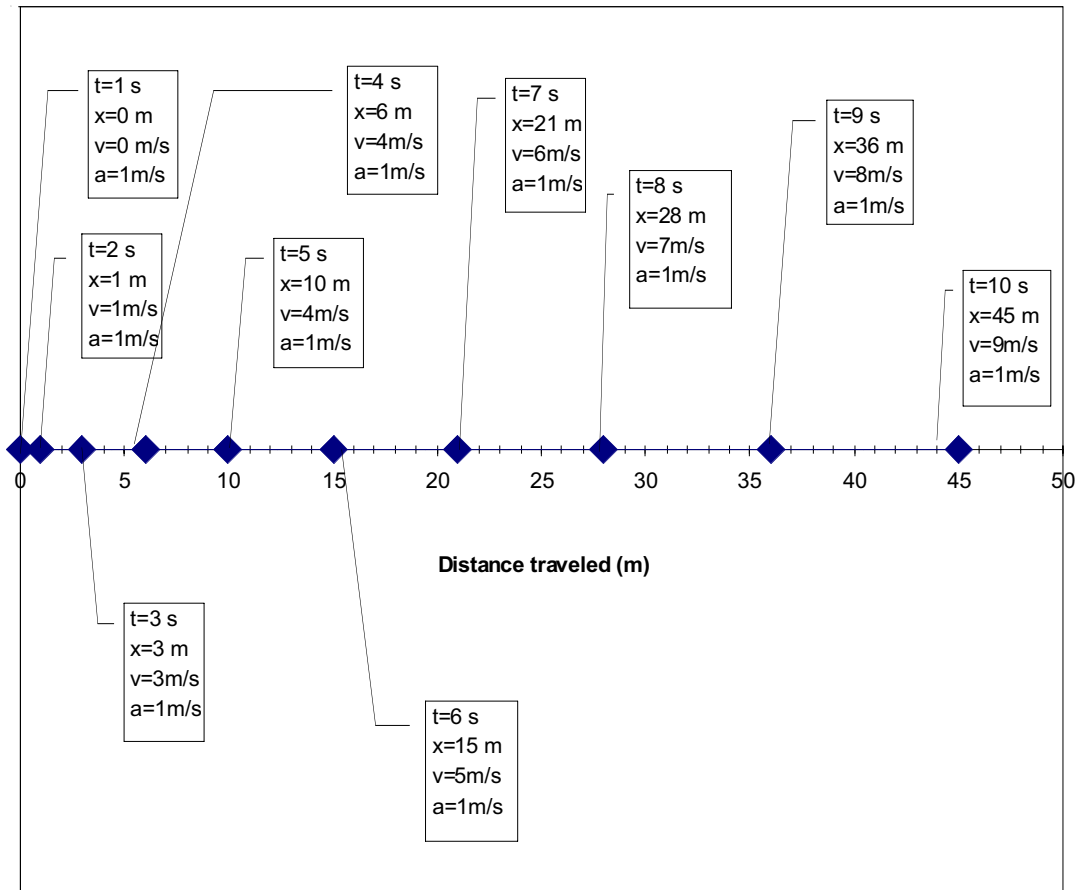 t=1 s
x=0 m
v=0 m/s
a=1m/s
t=4 s
x=6 m
v=4m/s
a=1m/s
t=7 s
x=21 m
v=6m/s
a=1m/s
t=9 s
x=36 m
v=8m/s
a=1m/s
t=8 s
x=28 m
v=7m/s
a=1m/s
t=2 s
x=1 m
v=1m/s
a=1m/s
t=5 s
x=10 m
v=4m/s
a=1m/s
t=10 s
x=45 m
v=9m/s
a=1m/s
0 5 10 15 20 25 30 35 40 45 50
Distance traveled (m)
t=3 s
x=3 m
v=3m/s
a=1m/s
t=6 s
x=15 m
v=5m/s
a=1m/s